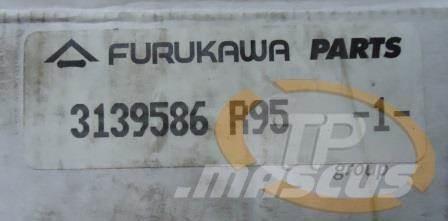 FURUKAWA PARTS
3139586 R95 -1-
TP
group
.mascus